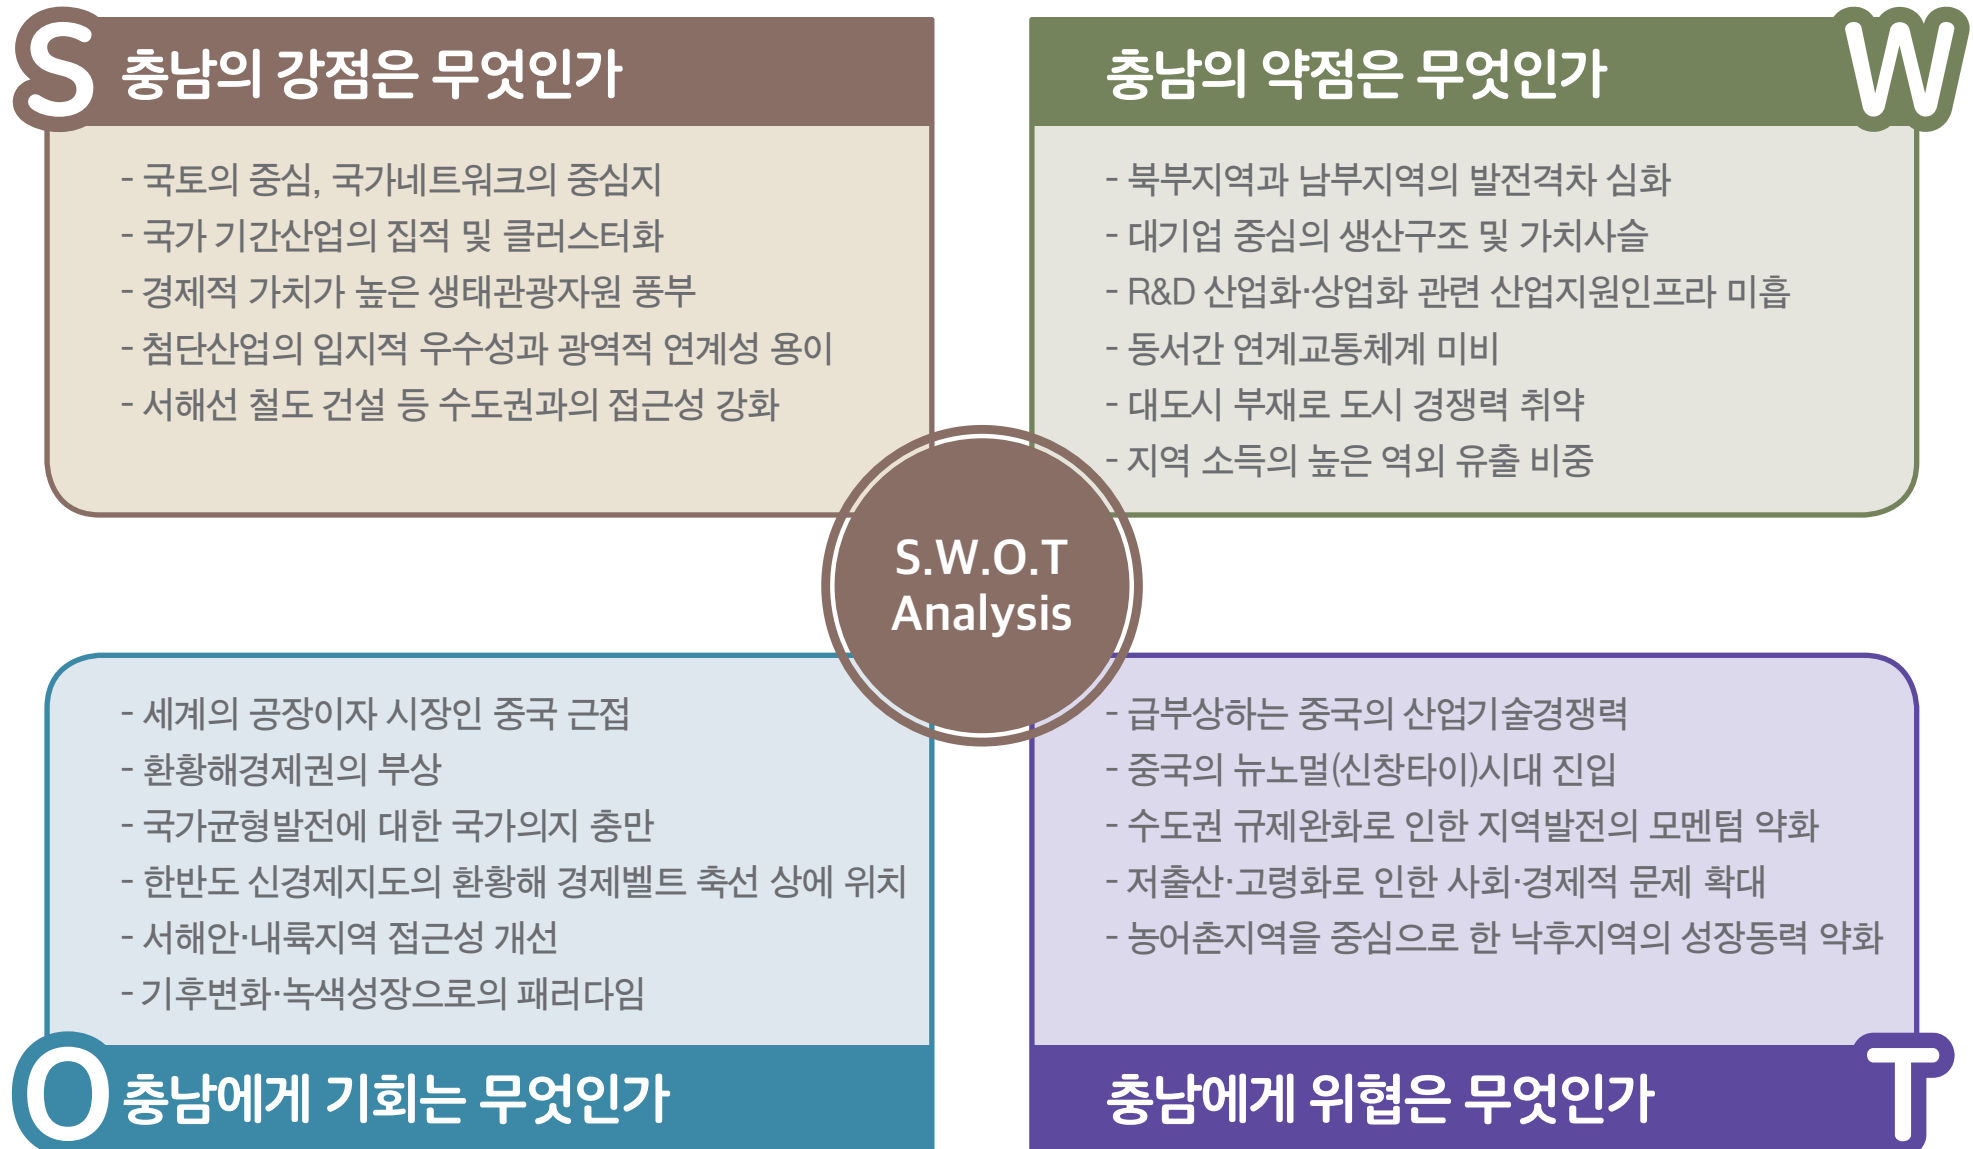 S
충남의 강점은 무엇인가
- 국토의 중심, 국가네트워크의 중심지
- 국가 기간산업의 집적 및 클러스터화
- 경제적 가치가 높은 생태관광자원 풍부
- 첨단산업의 입지적 우수성과 광역적 연계성 용이
- 서해선 철도 건설 등 수도권과의 접근성 강화
충남의 약점은 무엇인가
W
- 북부지역과 남부지역의 발전격차 심화
- 대기업 중심의 생산구조 및 가치사슬
- R&D 산업화·상업화 관련 산업지원인프라 미흡
- 동서간 연계교통체계 미비
- 대도시 부재로 도시 경쟁력 취약
- 지역 소득의 높은 역외 유출 비중
S.W.O.T
Analysis
- 세계의 공장이자 시장인 중국 근접
- 환황해경제권의 부상
- 국가균형발전에 대한 국가의지 충만
- 한반도 신경제지도의 환황해 경제벨트 축선 상에 위치
- 서해안·내륙지역 접근성 개선
- 기후변화·녹색성장으로의 패러다임
O
충남에게 기회는 무엇인가
- 급부상하는 중국의 산업기술경쟁력
- 중국의 뉴노멀(신창타이)시대 진입
- 수도권 규제완화로 인한 지역발전의 모멘텀 약화
- 저출산·고령화로 인한 사회·경제적 문제 확대
- 농어촌지역을 중심으로 한 낙후지역의 성장동력 약화
충남에게 위협은 무엇인가
T